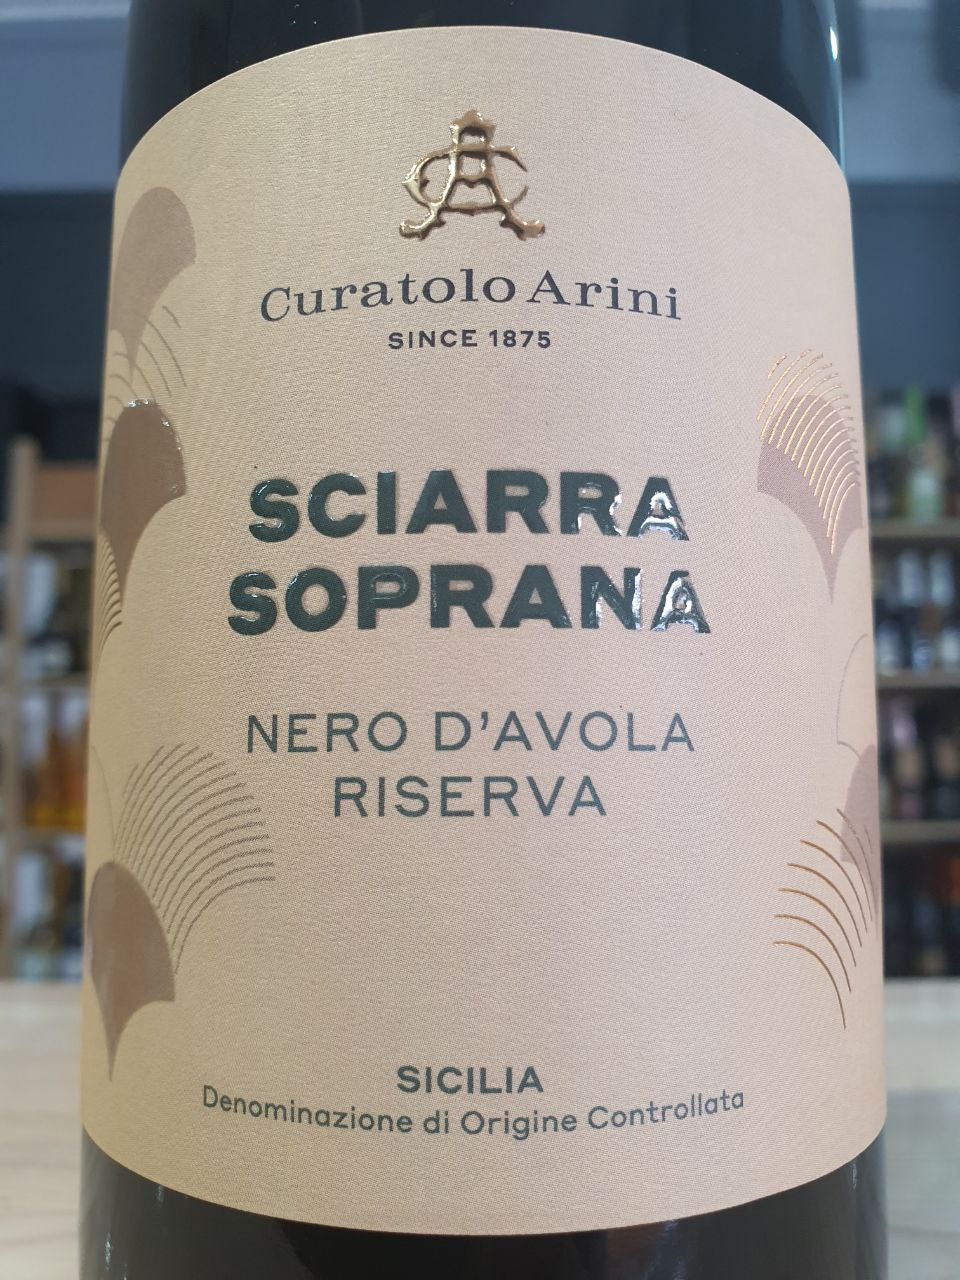 Curatolo Arini
SINCE 1875
SCIARRA
SOPRANA
NERO D'AVOLA
RISERVA
SICILIA
Denominazione di Origine Controllata